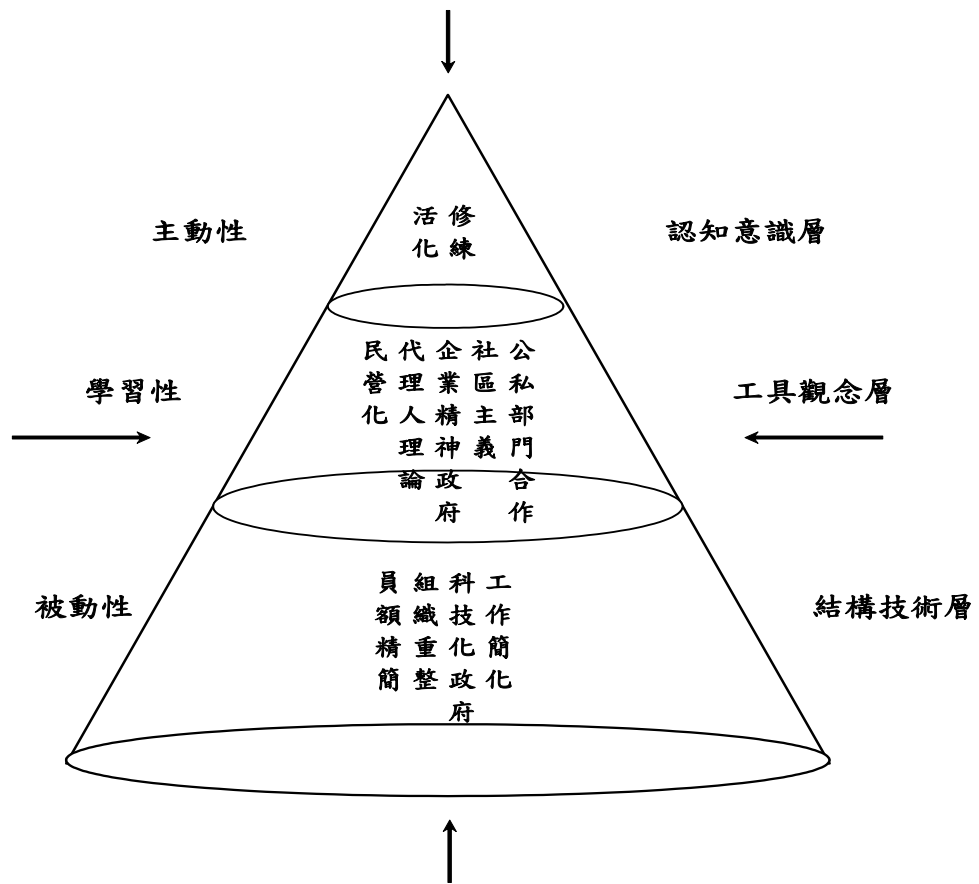 主動性
修練
活化
認知意識層
學習性
公私部門合作
社區主義
企業精神政府
代理人理論
民營化
工具觀念層
被動性
工作簡化
科技化政府
組織重整
員額精簡
結構技術層